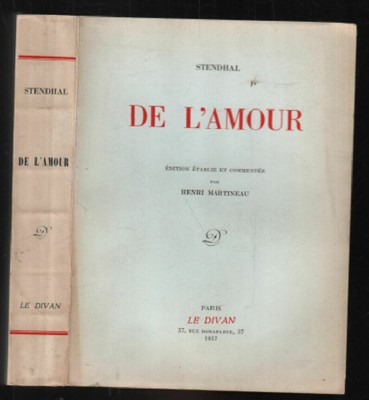 STENDHAL
DE L'AMOUR
D
LE DIVAN
STENDHAL
DE L'AMOUR
ÉDITION ÉTABLIE ET COMMENTÉE
PAR
HENRI MARTINEAU
D
PARIS
LE DIVAN
37, RUE BONAPARTE, 37
1957